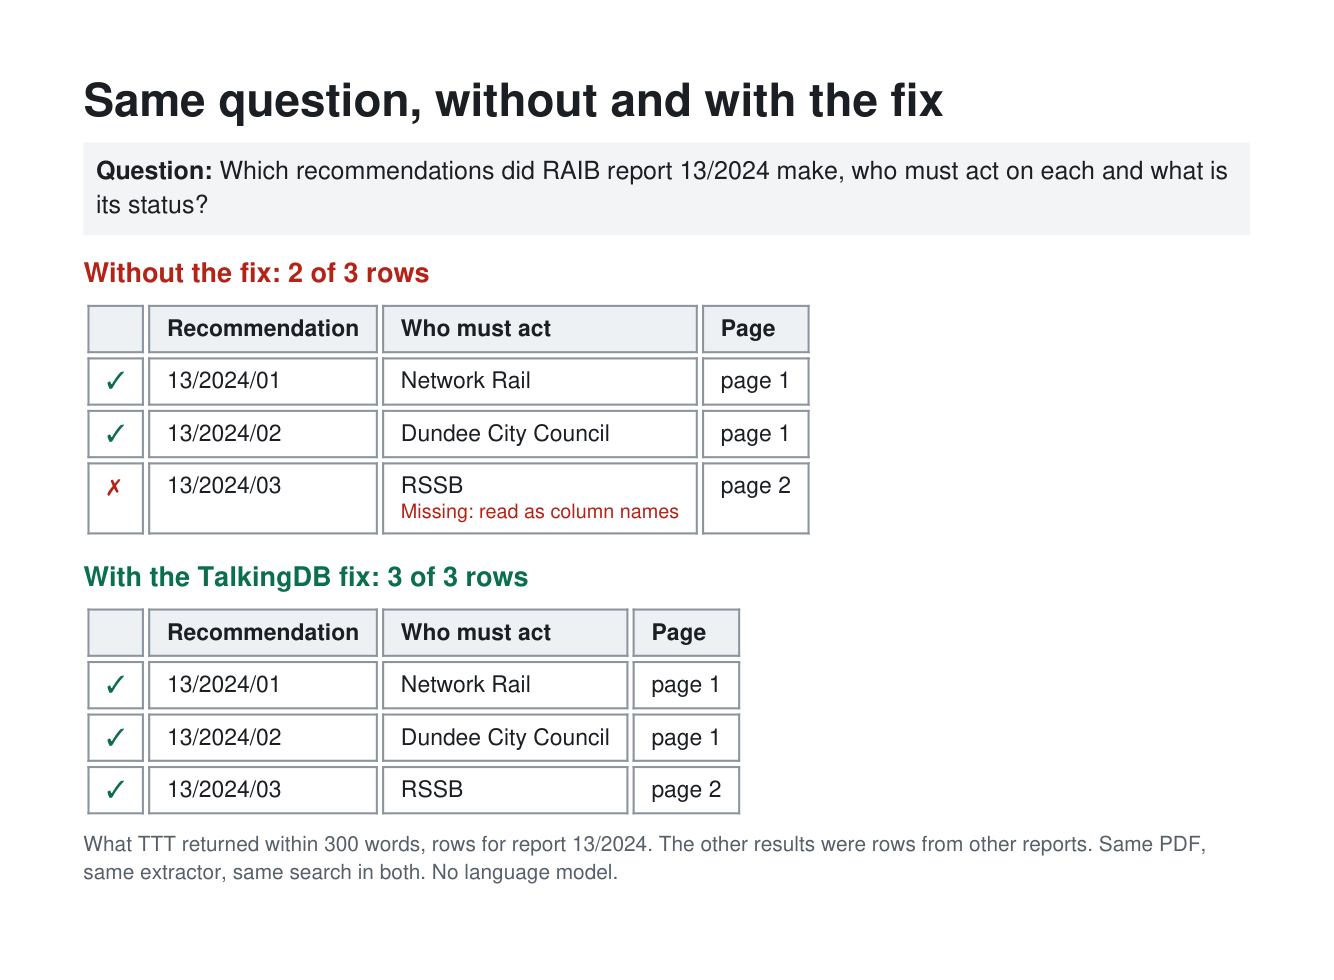 Same question, without and with the fix
Question: Which recommendations did RAIB report 13/2024 make, who must act on each and what is
its status?
Without the fix: 2 of 3 rows
Recommendation Who must act Page
✓ 13/2024/01 Network Rail page 1
✓ 13/2024/02 Dundee City Council page 1
✗ 13/2024/03 RSSB page 2
Missing: read as column names
With the TalkingDB fix: 3 of 3 rows
Recommendation Who must act Page
✓ 13/2024/01 Network Rail page 1
✓ 13/2024/02 Dundee City Council page 1
✓ 13/2024/03 RSSB page 2
What TTT returned within 300 words, rows for report 13/2024. The other results were rows from other reports. Same PDF,
same extractor, same search in both. No language model.